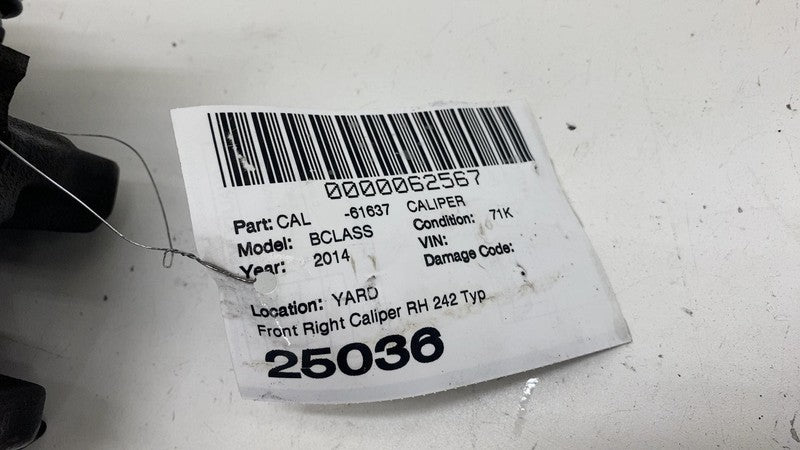 0000062567
Part: CAL -61637 CALIPER
Model: BCLASS Condition: 71K
Year: 2014 VIN:
Damage Code:
Location: YARD
Front Right Caliper RH 242 Typ
25036